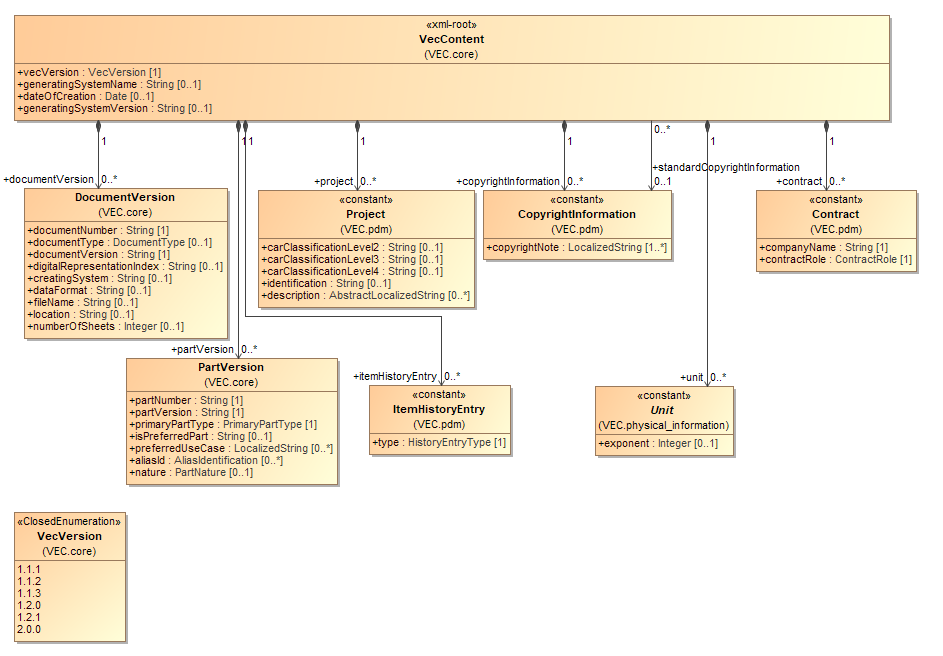 «xml-root»
VecContent
(VEC.core)
+vecVersion : VecVersion [1]
+generatingSystemName : String [0..1]
+dateOfCreation : Date [0..1]
+generatingSystemVersion : String [0..1]
1
1
1
1
1
0..*
1
1
+documentVersion
0..*
+project
0..*
+copyrightInformation
0..*
+standardCopyrightInformation
0..1
+contract
0..*
DocumentVersion
(VEC.core)
+documentNumber : String [1]
+documentType : DocumentType [0..1]
+documentVersion : String [1]
+digitalRepresentationIndex : String [0..1]
+creatingSystem : String [0..1]
+dataFormat : String [0..1]
+fileName : String [0..1]
+location : String [0..1]
+numberOfSheets : Integer [0..1]
«constant»
Project
(VEC.pdm)
+carClassificationLevel2 : String [0..1]
+carClassificationLevel3 : String [0..1]
+carClassificationLevel4 : String [0..1]
+identification : String [0..1]
+description : AbstractLocalizedString [0..*]
«constant»
CopyrightInformation
(VEC.pdm)
+copyrightNote : LocalizedString [1..*]
«constant»
Contract
(VEC.pdm)
+companyName : String [1]
+contractRole : ContractRole [1]
+partVersion
0..*
+itemHistoryEntry
0..*
+unit
0..*
PartVersion
(VEC.core)
+partNumber : String [1]
+partVersion : String [1]
+primaryPartType : PrimaryPartType [1]
+isPreferredPart : String [0..1]
+preferredUseCase : LocalizedString [0..*]
+aliasId : AliasIdentification [0..*]
+nature : PartNature [0..1]
«constant»
ItemHistoryEntry
(VEC.pdm)
+type : HistoryEntryType [1]
«constant»
Unit
(VEC.physical_information)
+exponent : Integer [0..1]
«ClosedEnumeration»
VecVersion
(VEC.core)
1.1.1
1.1.2
1.1.3
1.2.0
1.2.1
2.0.0